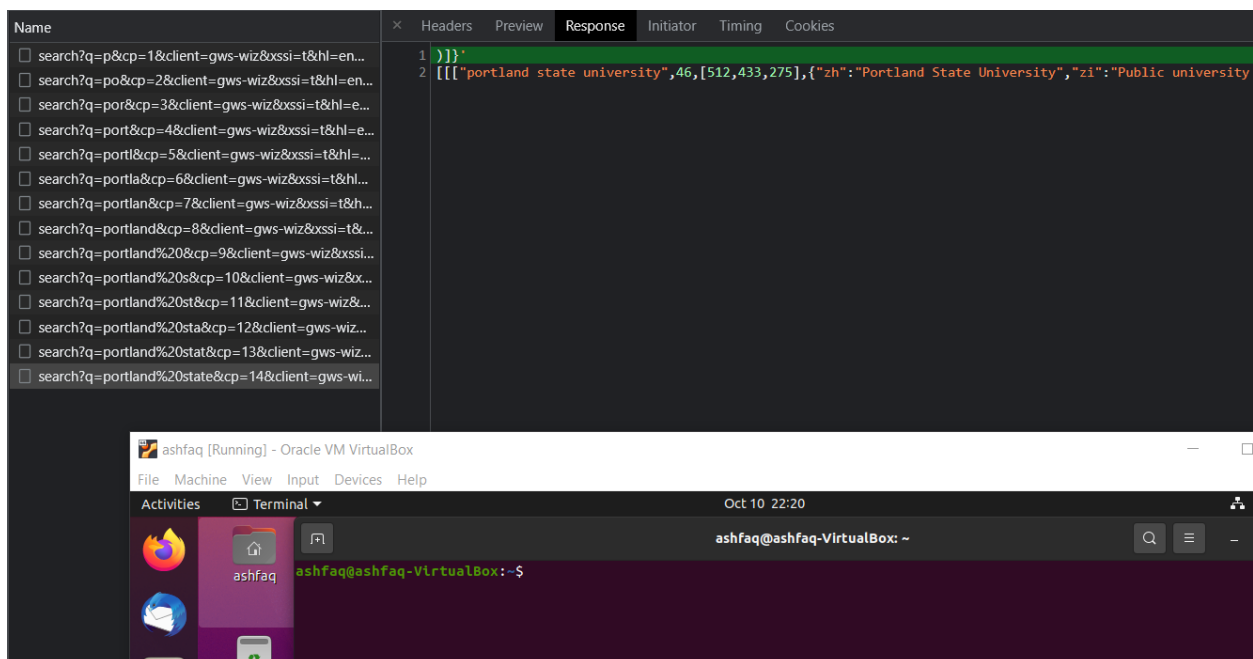 Name
× Headers Preview Response Initiator Timing Cookies
search?q=p&cp=1&client=gws-wiz&xssi=t&hl=en...
search?q=po&cp=2&client=gws-wiz&xssi=t&hl=en...
search?q=por&cp=3&client=gws-wiz&xssi=t&hl=e...
search?q=port&cp=4&client=gws-wiz&xssi=t&hl=e...
search?q=portl&cp=5&client=gws-wiz&xssi=t&hl=...
search?q=portla&cp=6&client=gws-wiz&xssi=t&hl...
search?q=portlan&cp=7&client=gws-wiz&xssi=t&h...
search?q=portland&cp=8&client=gws-wiz&xssi=t&...
search?q=portland%20&cp=9&client=gws-wiz&xssi...
search?q=portland%20s&cp=10&client=gws-wiz&x...
search?q=portland%20st&cp=11&client=gws-wiz&...
search?q=portland%20sta&cp=12&client=gws-wiz...
search?q=portland%20stat&cp=13&client=gws-wiz...
search?q=portland%20state&cp=14&client=gws-wi...
1 )]}'
2 [[["portland state university",46,[512,433,275],{"zh":"Portland State University","zi":"Public university
ashfaq [Running] - Oracle VM VirtualBox
File Machine View Input Devices Help
Activities Terminal Oct 10 22:20
ashfaq@ashfaq-VirtualBox: ~
ashfaq
ashfaq@ashfaq-VirtualBox:~$